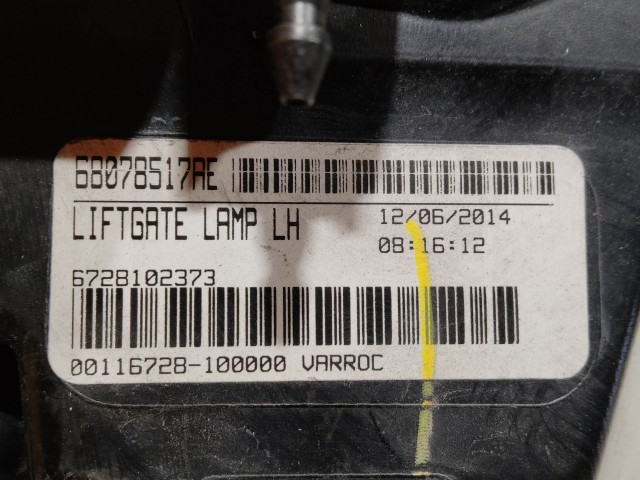 68078517AE
LIFTGATE LAMP LH 12/06/2014
08:16:12
6728102373
00116728-100000 VARROC